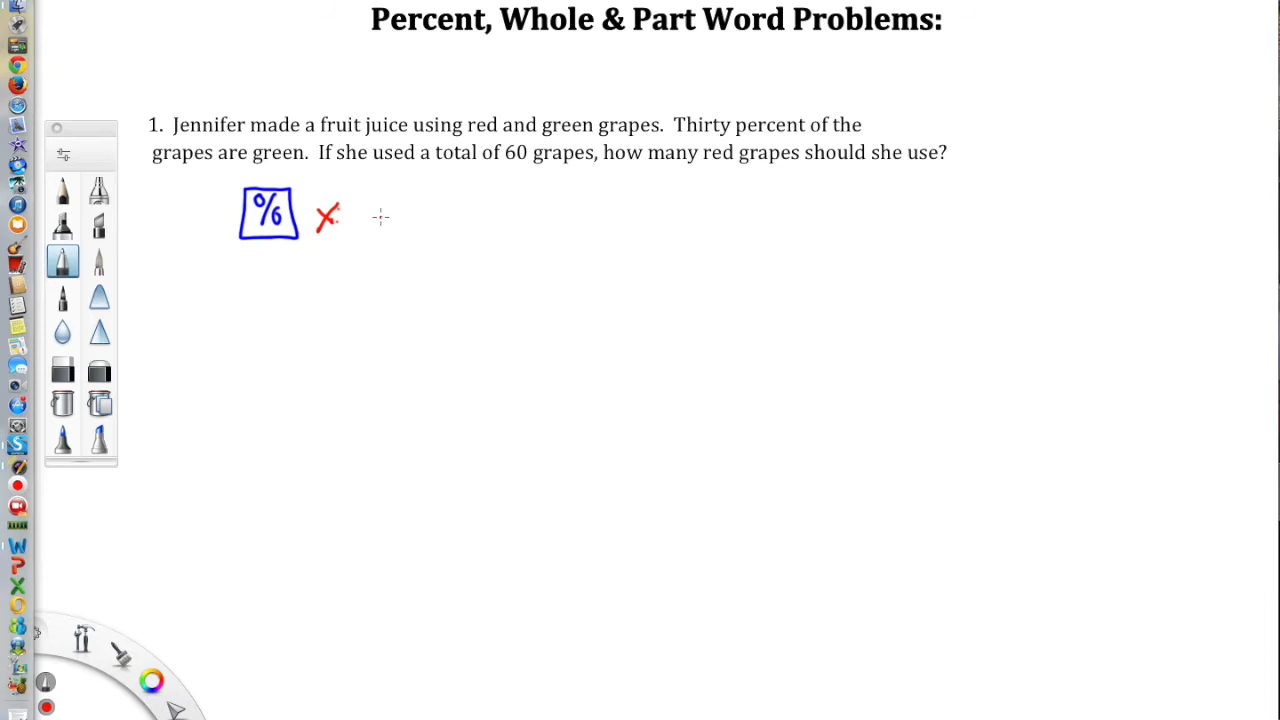 Percent, Whole & Part Word Problems:
1. Jennifer made a fruit juice using red and green grapes. Thirty percent of the
grapes are green. If she used a total of 60 grapes, how many red grapes should she use?
% ×